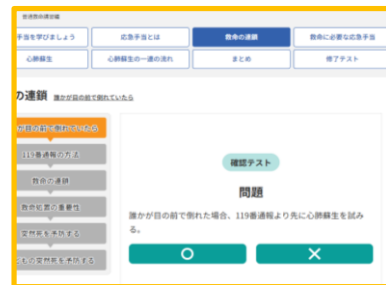 普通救命講習編
手当を学びましょう
応急手当とは
救命の連鎖
救命に必要な応急手当
心肺蘇生
心肺蘇生の一連の流れ
まとめ
修了テスト
の連鎖 誰かが目の前で倒れていたら
が目の前で倒れていたら
119番通報の方法
救命の連鎖
救命処置の重要性
突然死を予防する
どもの突然死を予防する
確認テスト
問題
誰かが目の前で倒れた場合、119番通報より先に心肺蘇生を試み
る。